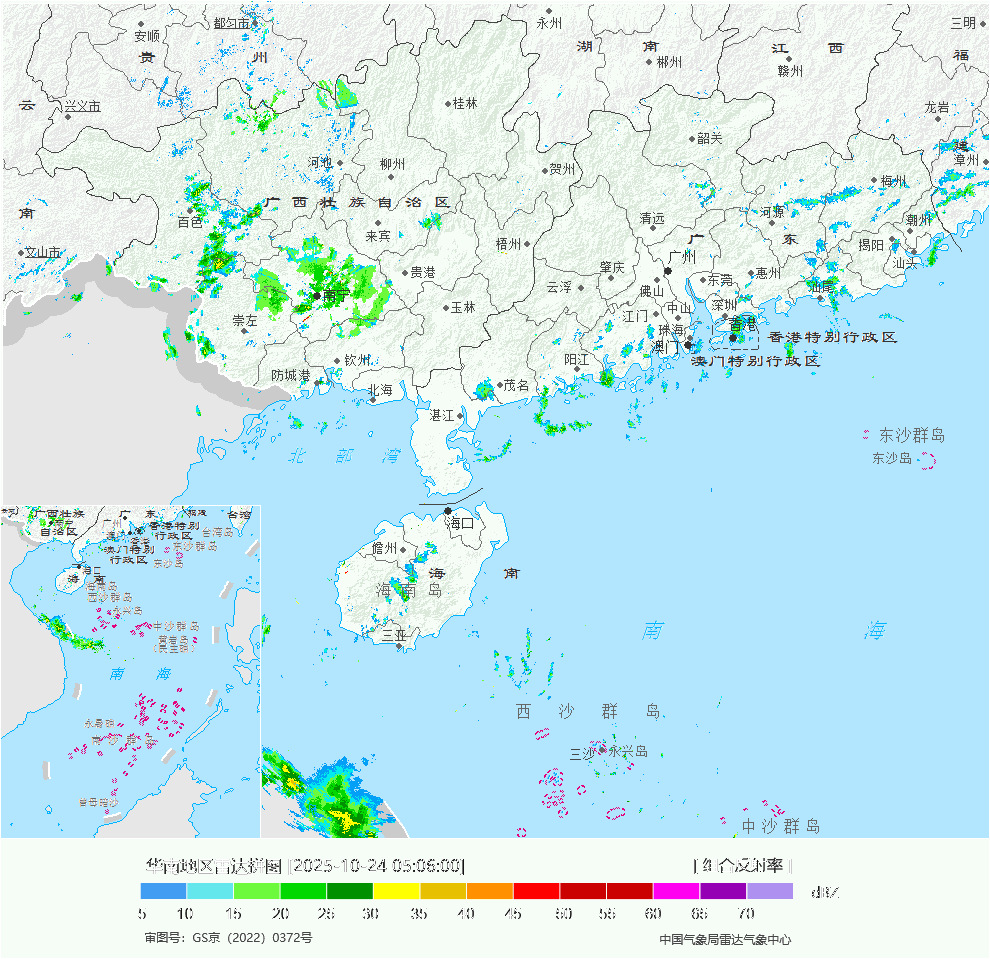 永州
三明
都匀市
安顺
贵
州
湖
南
江
西
福
郴州
赣州
云
兴义市
桂林
龙岩
韶关
建
漳州
河池
柳州
贺州
梅州
广西壮族自治区
南
百色
来宾
清远
河源
潮州
文山市
梧州
广
东
揭阳
广州
汕头
贵港
肇庆
惠州
东莞
南宁
云浮
佛山
汕尾
玉林
中山
深圳
崇左
江门
珠海
香港
香港特别行政区
澳门
澳门特别行政区
钦州
阳江
防城港
茂名
北海
湛江
东沙群岛
北部湾
东沙岛
海口
儋州
海
南
海南岛
三亚
南
海
西沙群岛
三沙
永兴岛
中沙群岛
广西壮族
自治区
广
东
福建
台湾
广州
香港特别
行政区
台湾岛
澳门特别
行政区
东沙群岛
东沙岛
海口
海
南
海南岛
西沙群岛
永兴岛
中沙群岛
黄岩岛
南
海
永暑礁
南沙群岛
曾母暗沙
华南地区雷达拼图 [2025-10-24 05:06:00]
[组合反射率]
dBZ
5 10 15 20 25 30 35 40 45 50 55 60 65 70
审图号：GS京（2022）0372号
中国气象局雷达气象中心